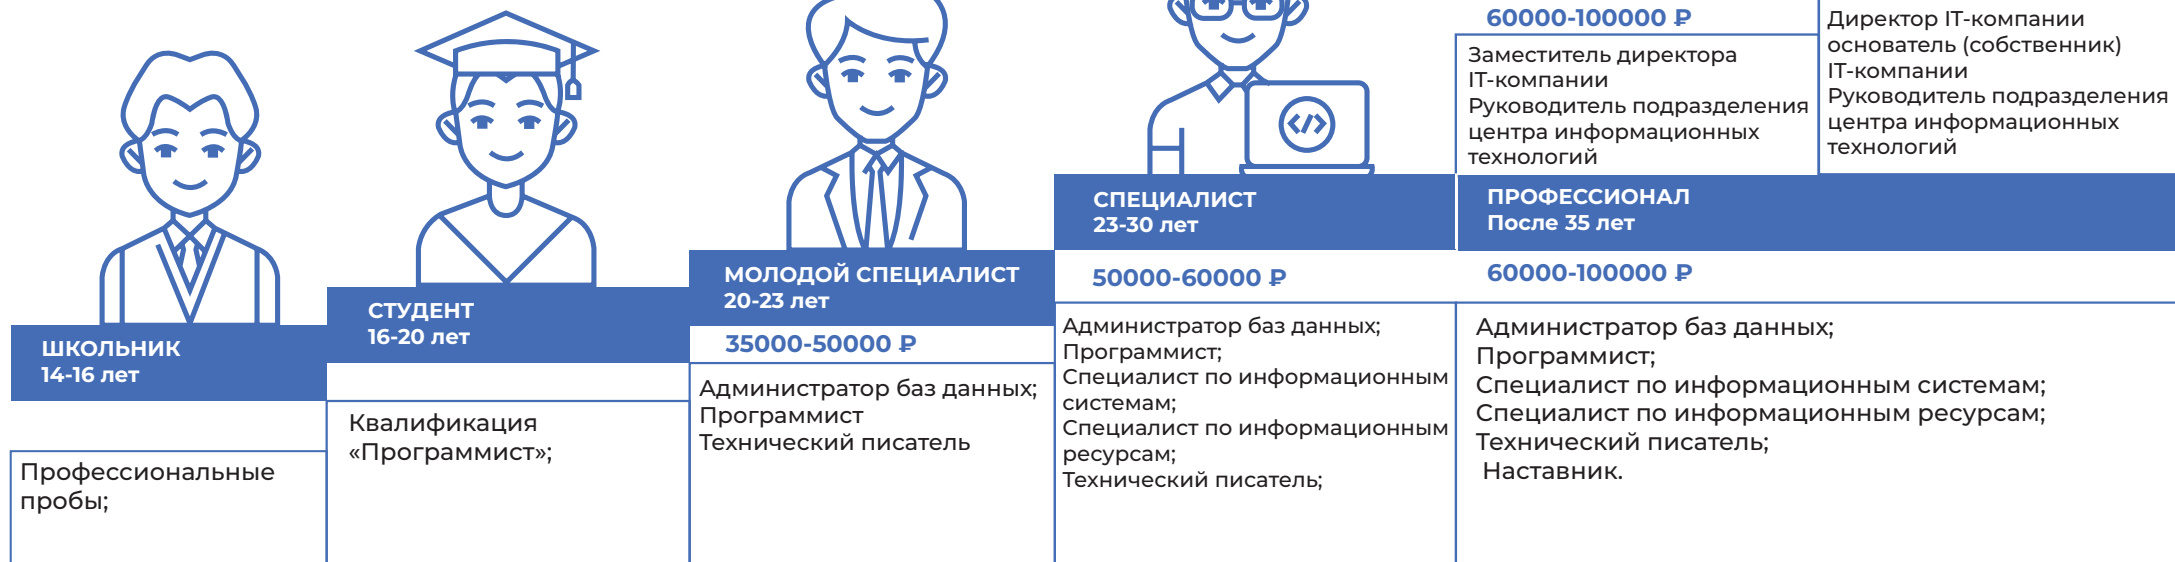 ШКОЛЬНИК
14-16 лет
Профессиональные
пробы;
СТУДЕНТ
16-20 лет
Квалификация
«Программист»;
МОЛОДОЙ СПЕЦИАЛИСТ
20-23 лет
35000-50000 ₽
Администратор баз данных;
Программист
Технический писатель
СПЕЦИАЛИСТ
23-30 лет
50000-60000 ₽
Администратор баз данных;
Программист;
Специалист по информационным
системам;
Специалист по информационным
ресурсам;
Технический писатель;
60000-100000 ₽
Заместитель директора
IT-компании
Руководитель подразделения
центра информационных
технологий
Директор IT-компании
основатель (собственник)
IT-компании
Руководитель подразделения
центра информационных
технологий
ПРОФЕССИОНАЛ
После 35 лет
60000-100000 ₽
Администратор баз данных;
Программист;
Специалист по информационным системам;
Специалист по информационным ресурсам;
Технический писатель;
Наставник.